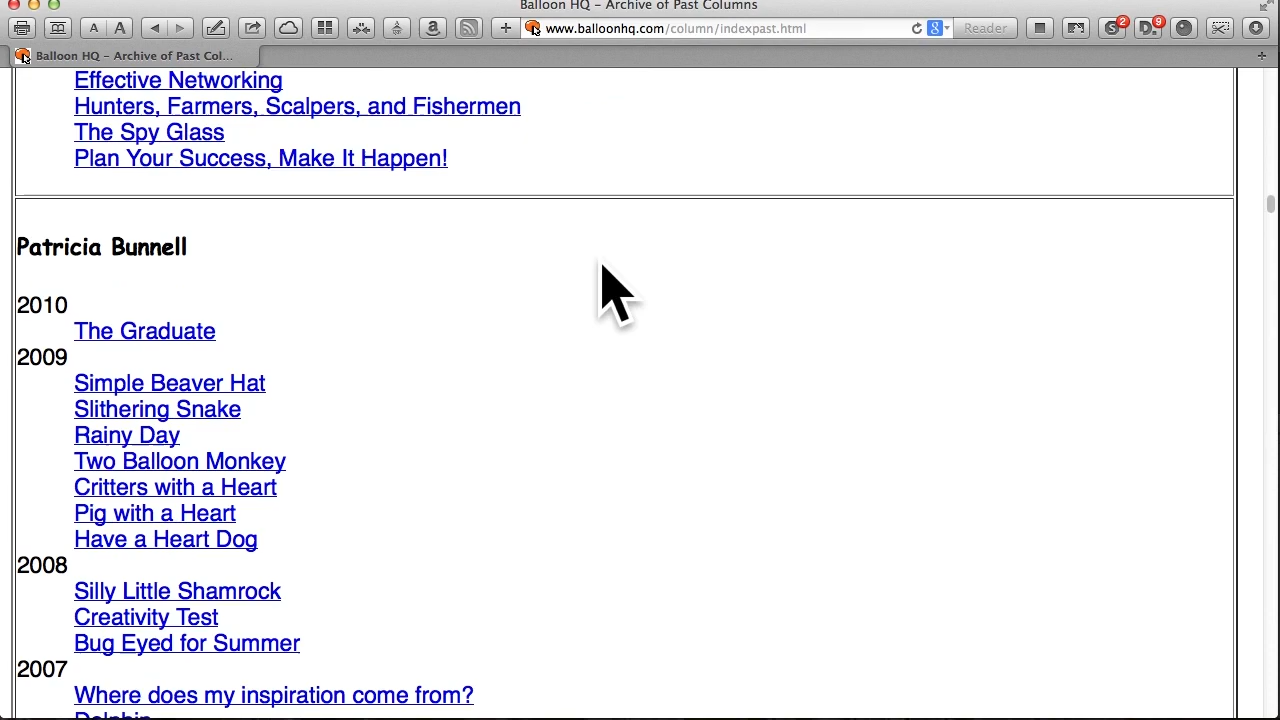 Balloon HQ – Archive of Past Columns
A A
www.balloonhq.com/column/indexpast.html
Reader
2
9
Balloon HQ – Archive of Past Col...
Effective Networking
Hunters, Farmers, Scalpers, and Fishermen
The Spy Glass
Plan Your Success, Make It Happen!
Patricia Bunnell
2010
The Graduate
2009
Simple Beaver Hat
Slithering Snake
Rainy Day
Two Balloon Monkey
Critters with a Heart
Pig with a Heart
Have a Heart Dog
2008
Silly Little Shamrock
Creativity Test
Bug Eyed for Summer
2007
Where does my inspiration come from?
Dolphin